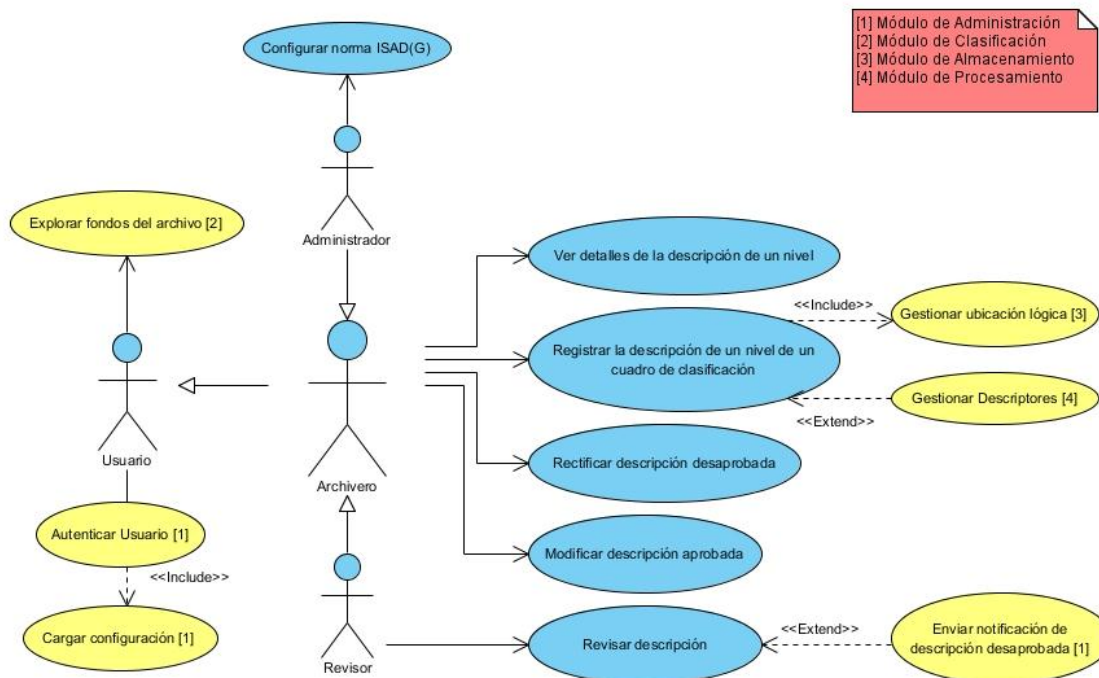 Configurar norma ISAD(G)
[1] Módulo de Administración
[2] Módulo de Clasificación
[3] Módulo de Almacenamiento
[4] Módulo de Procesamiento
Explorar fondos del archivo [2]
Administrador
Ver detalles de la descripción de un nivel
<<Include>>
Gestionar ubicación lógica [3]
Registrar la descripción de un nivel de un
cuadro de clasificación
Gestionar Descriptores [4]
<<Extend>>
Usuario
Archivero
Rectificar descripción desaprobada
Autenticar Usuario [1]
Modificar descripción aprobada
<<Include>>
Cargar configuración [1]
Revisor
Revisar descripción
<<Extend>>
Enviar notificación de
descripción desaprobada [1]